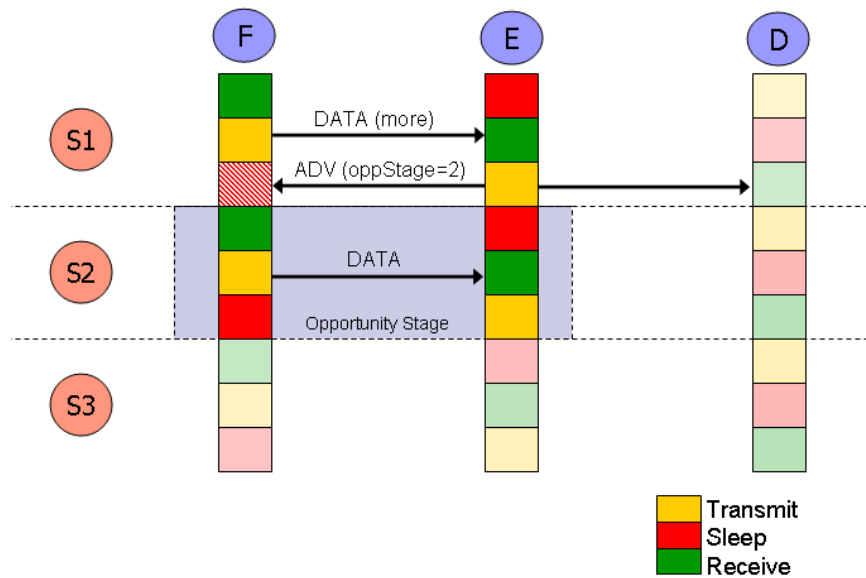 F
E
D
S1
DATA (more)
ADV (oppStage=2)
S2
DATA
Opportunity Stage
S3
Transmit
Sleep
Receive